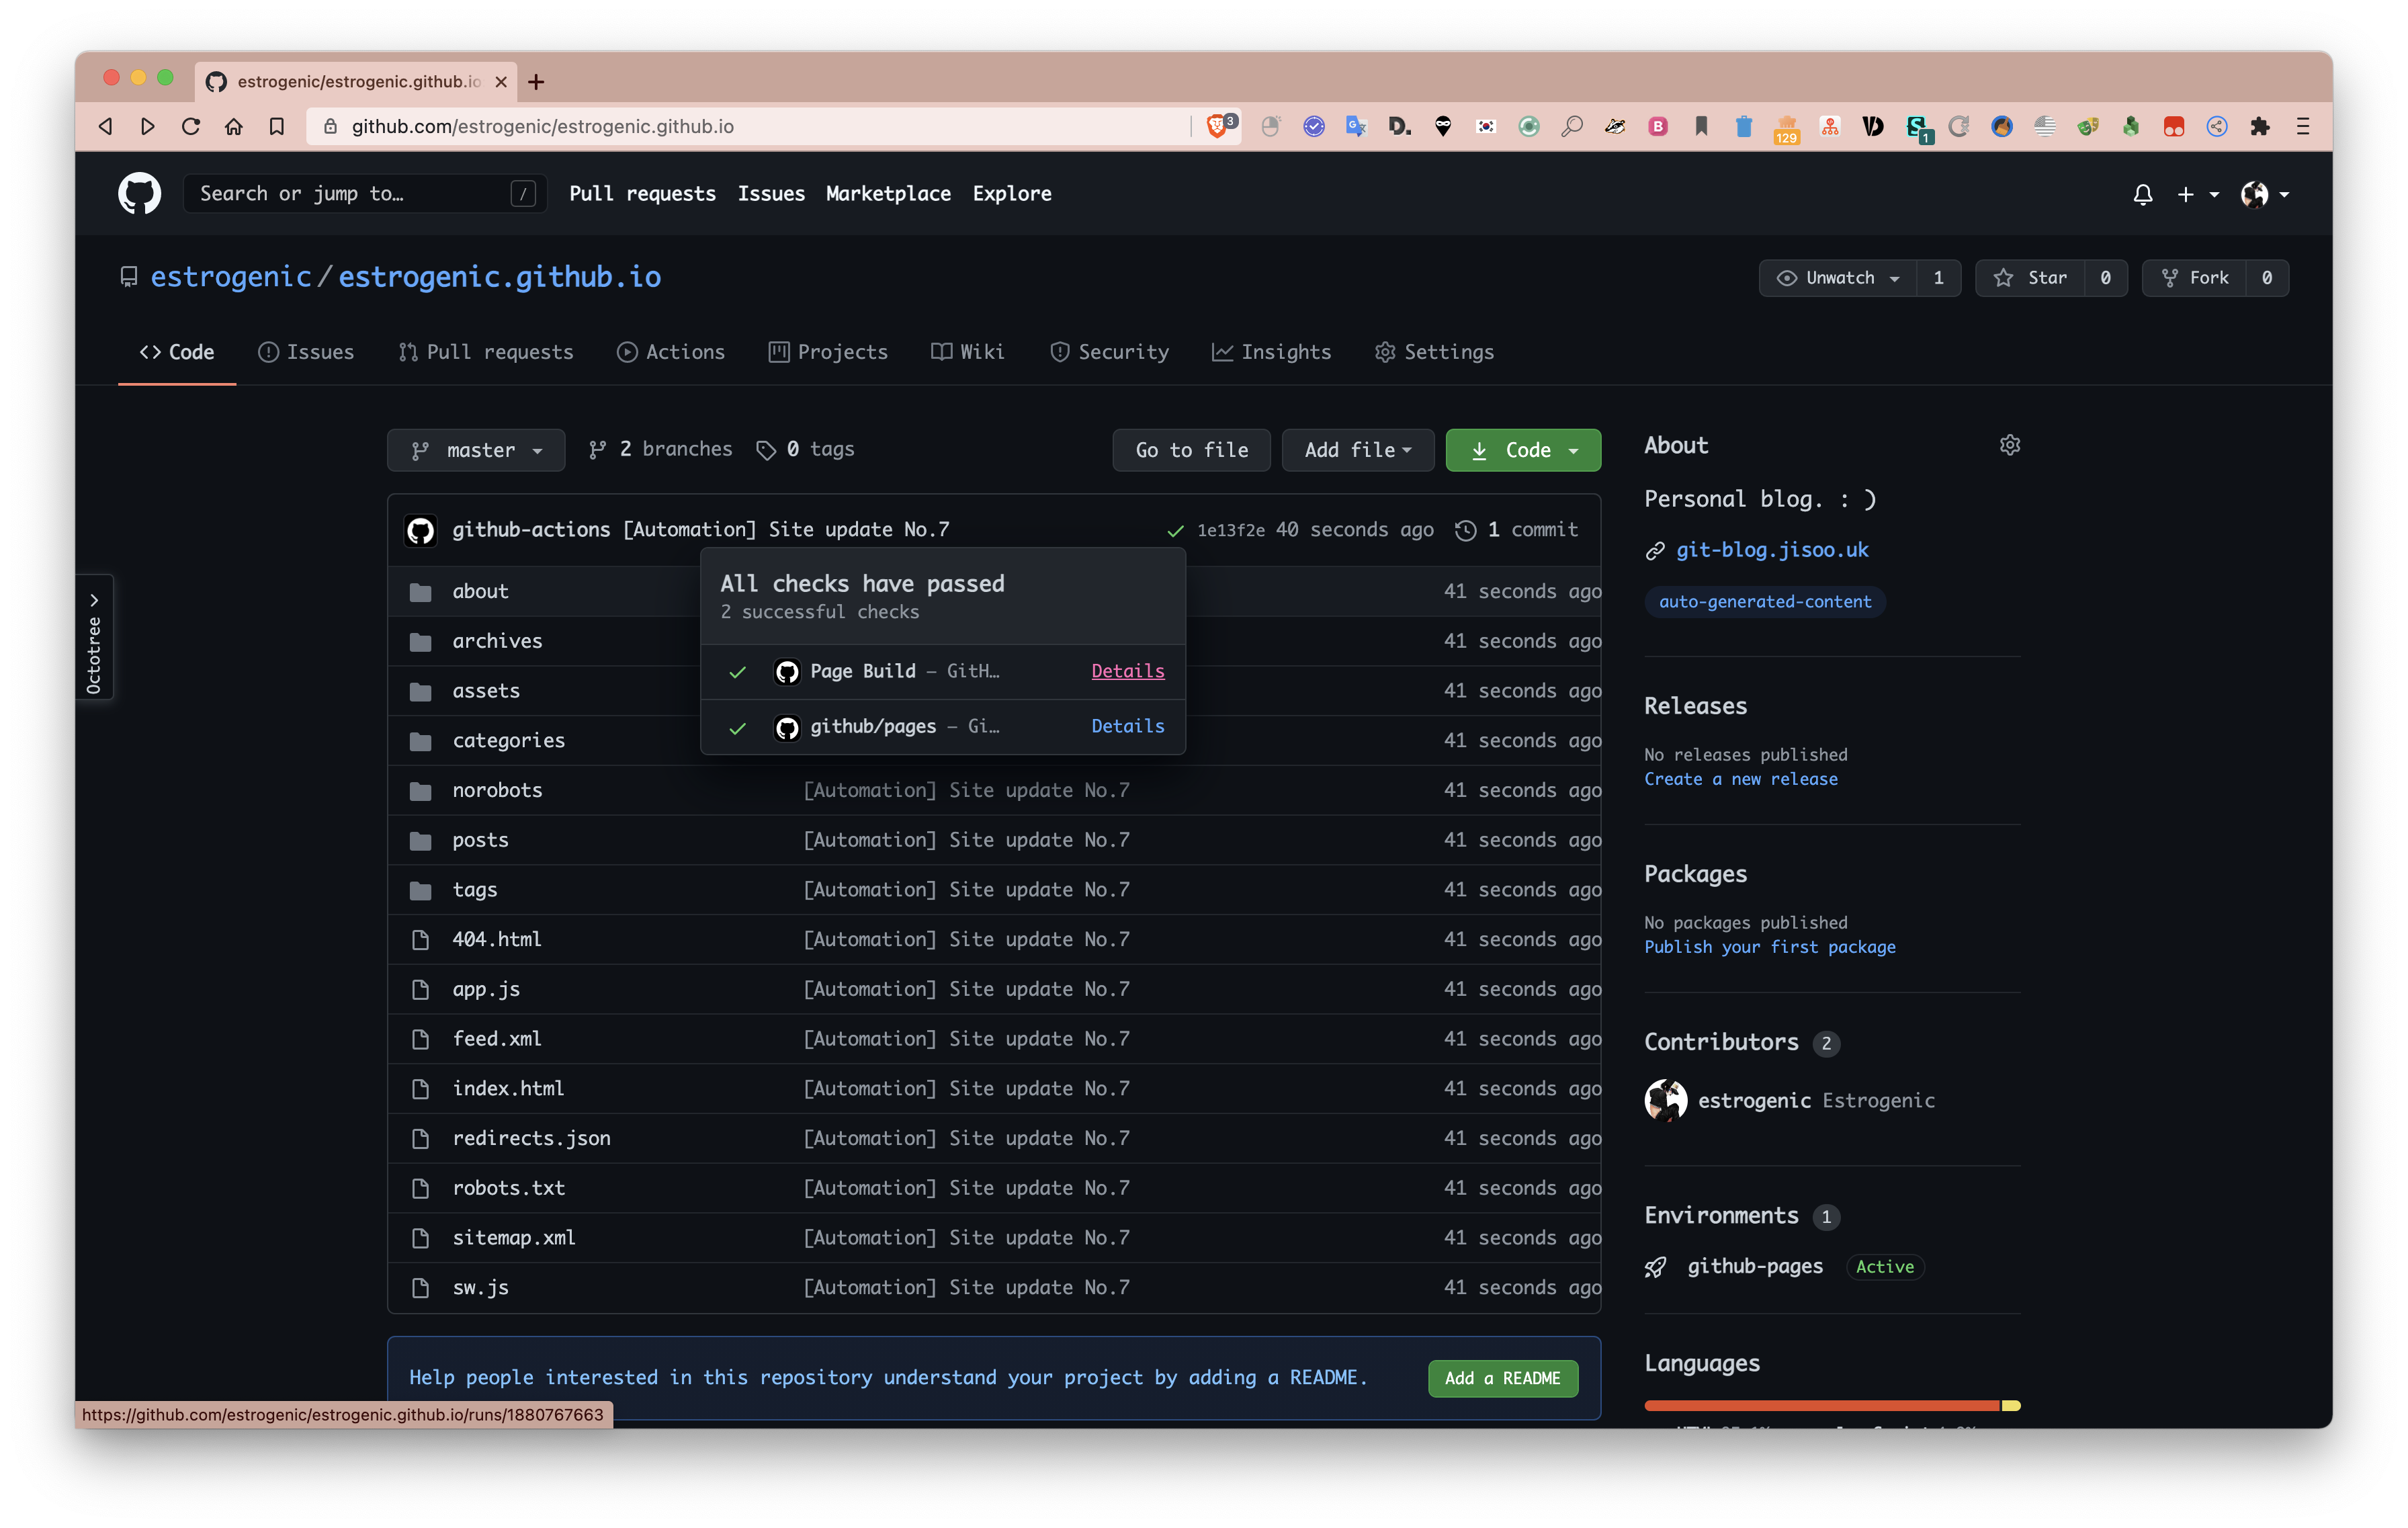 estrogenic/estrogenic.github.io
github.com/estrogenic/estrogenic.github.io
3
129
1
Search or jump to…
/
Pull requests
Issues
Marketplace
Explore
estrogenic/estrogenic.github.io
Unwatch 1
Star 0
Fork 0
Code
Issues
Pull requests
Actions
Projects
Wiki
Security
Insights
Settings
master
2 branches
0 tags
Go to file
Add file
Code
github-actions [Automation] Site update No.7
1e13f2e 40 seconds ago
1 commit
All checks have passed
2 successful checks
Page Build – GitH… Details
github/pages – Gi… Details
about 41 seconds ago
archives 41 seconds ago
assets 41 seconds ago
categories 41 seconds ago
norobots [Automation] Site update No.7 41 seconds ago
posts [Automation] Site update No.7 41 seconds ago
tags [Automation] Site update No.7 41 seconds ago
404.html [Automation] Site update No.7 41 seconds ago
app.js [Automation] Site update No.7 41 seconds ago
feed.xml [Automation] Site update No.7 41 seconds ago
index.html [Automation] Site update No.7 41 seconds ago
redirects.json [Automation] Site update No.7 41 seconds ago
robots.txt [Automation] Site update No.7 41 seconds ago
sitemap.xml [Automation] Site update No.7 41 seconds ago
sw.js [Automation] Site update No.7 41 seconds ago
Help people interested in this repository understand your project by adding a README.
Add a README
Octotree
About
Personal blog. : )
git-blog.jisoo.uk
auto-generated-content
Releases
No releases published
Create a new release
Packages
No packages published
Publish your first package
Contributors 2
estrogenic Estrogenic
Environments 1
github-pages Active
Languages
https://github.com/estrogenic/estrogenic.github.io/runs/1880767663